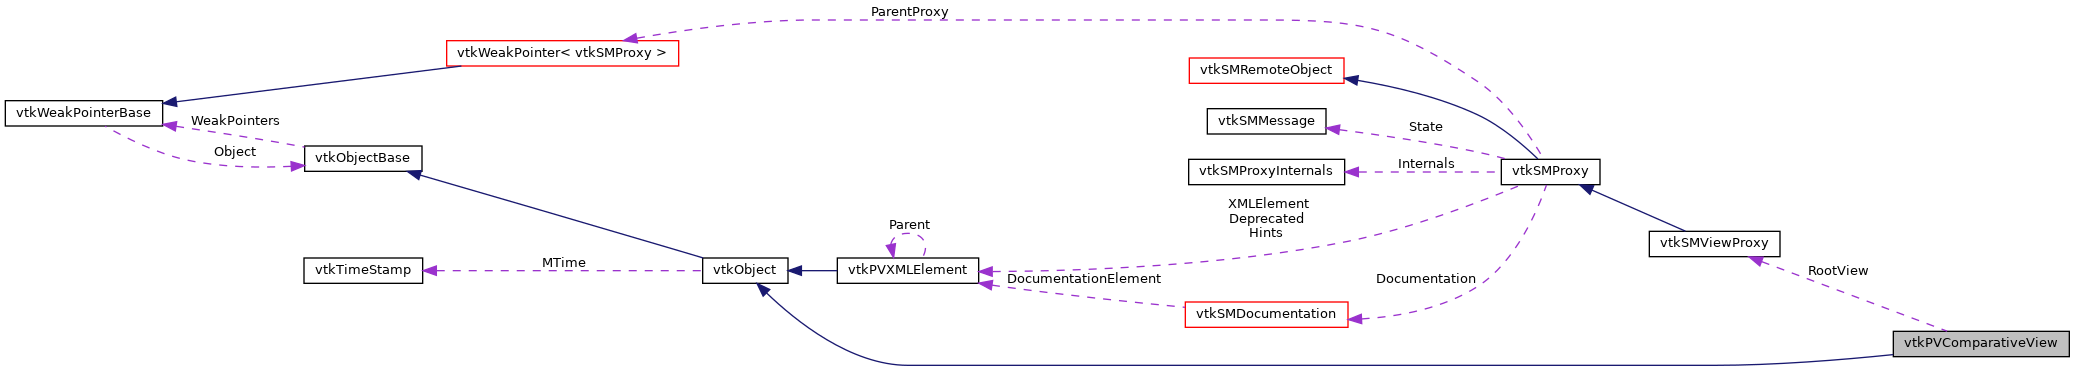 ParentProxy
vtkWeakPointer< vtkSMProxy >
vtkSMRemoteObject
vtkWeakPointerBase
WeakPointers
vtkSMMessage
State
Object
vtkObjectBase
vtkSMProxyInternals
Internals
vtkSMProxy
XMLElement
Deprecated
Hints
Parent
vtkSMViewProxy
vtkTimeStamp
MTime
vtkObject
vtkPVXMLElement
DocumentationElement
Documentation
RootView
vtkSMDocumentation
vtkPVComparativeView